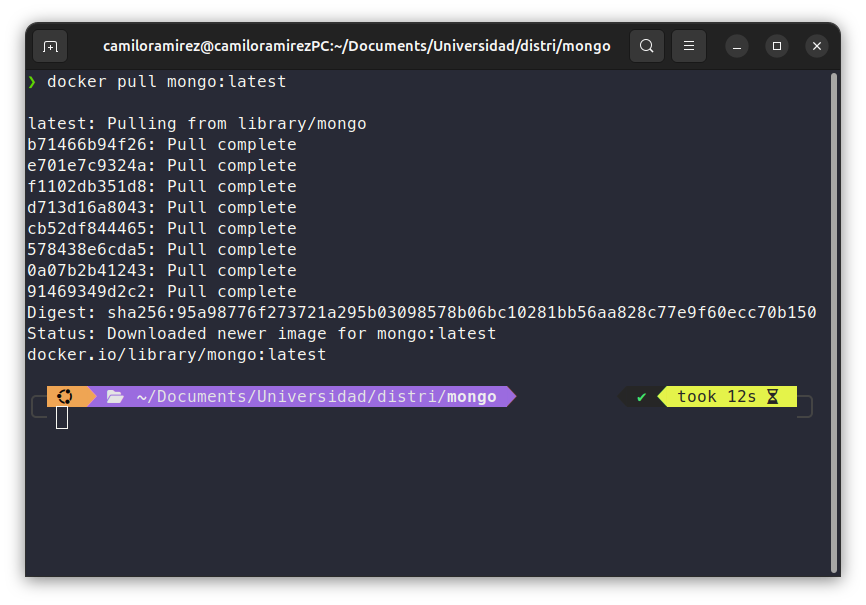 camiloramirez@camiloramirezPC:~/Documents/Universidad/distri/mongo
❯ docker pull mongo:latest
latest: Pulling from library/mongo
b71466b94f26: Pull complete
e701e7c9324a: Pull complete
f1102db351d8: Pull complete
d713d16a8043: Pull complete
cb52df844465: Pull complete
578438e6cda5: Pull complete
0a07b2b41243: Pull complete
91469349d2c2: Pull complete
Digest: sha256:95a98776f273721a295b03098578b06bc10281bb56aa828c77e9f60ecc70b150
Status: Downloaded newer image for mongo:latest
docker.io/library/mongo:latest
~/Documents/Universidad/distri/mongo ✔ took 12s